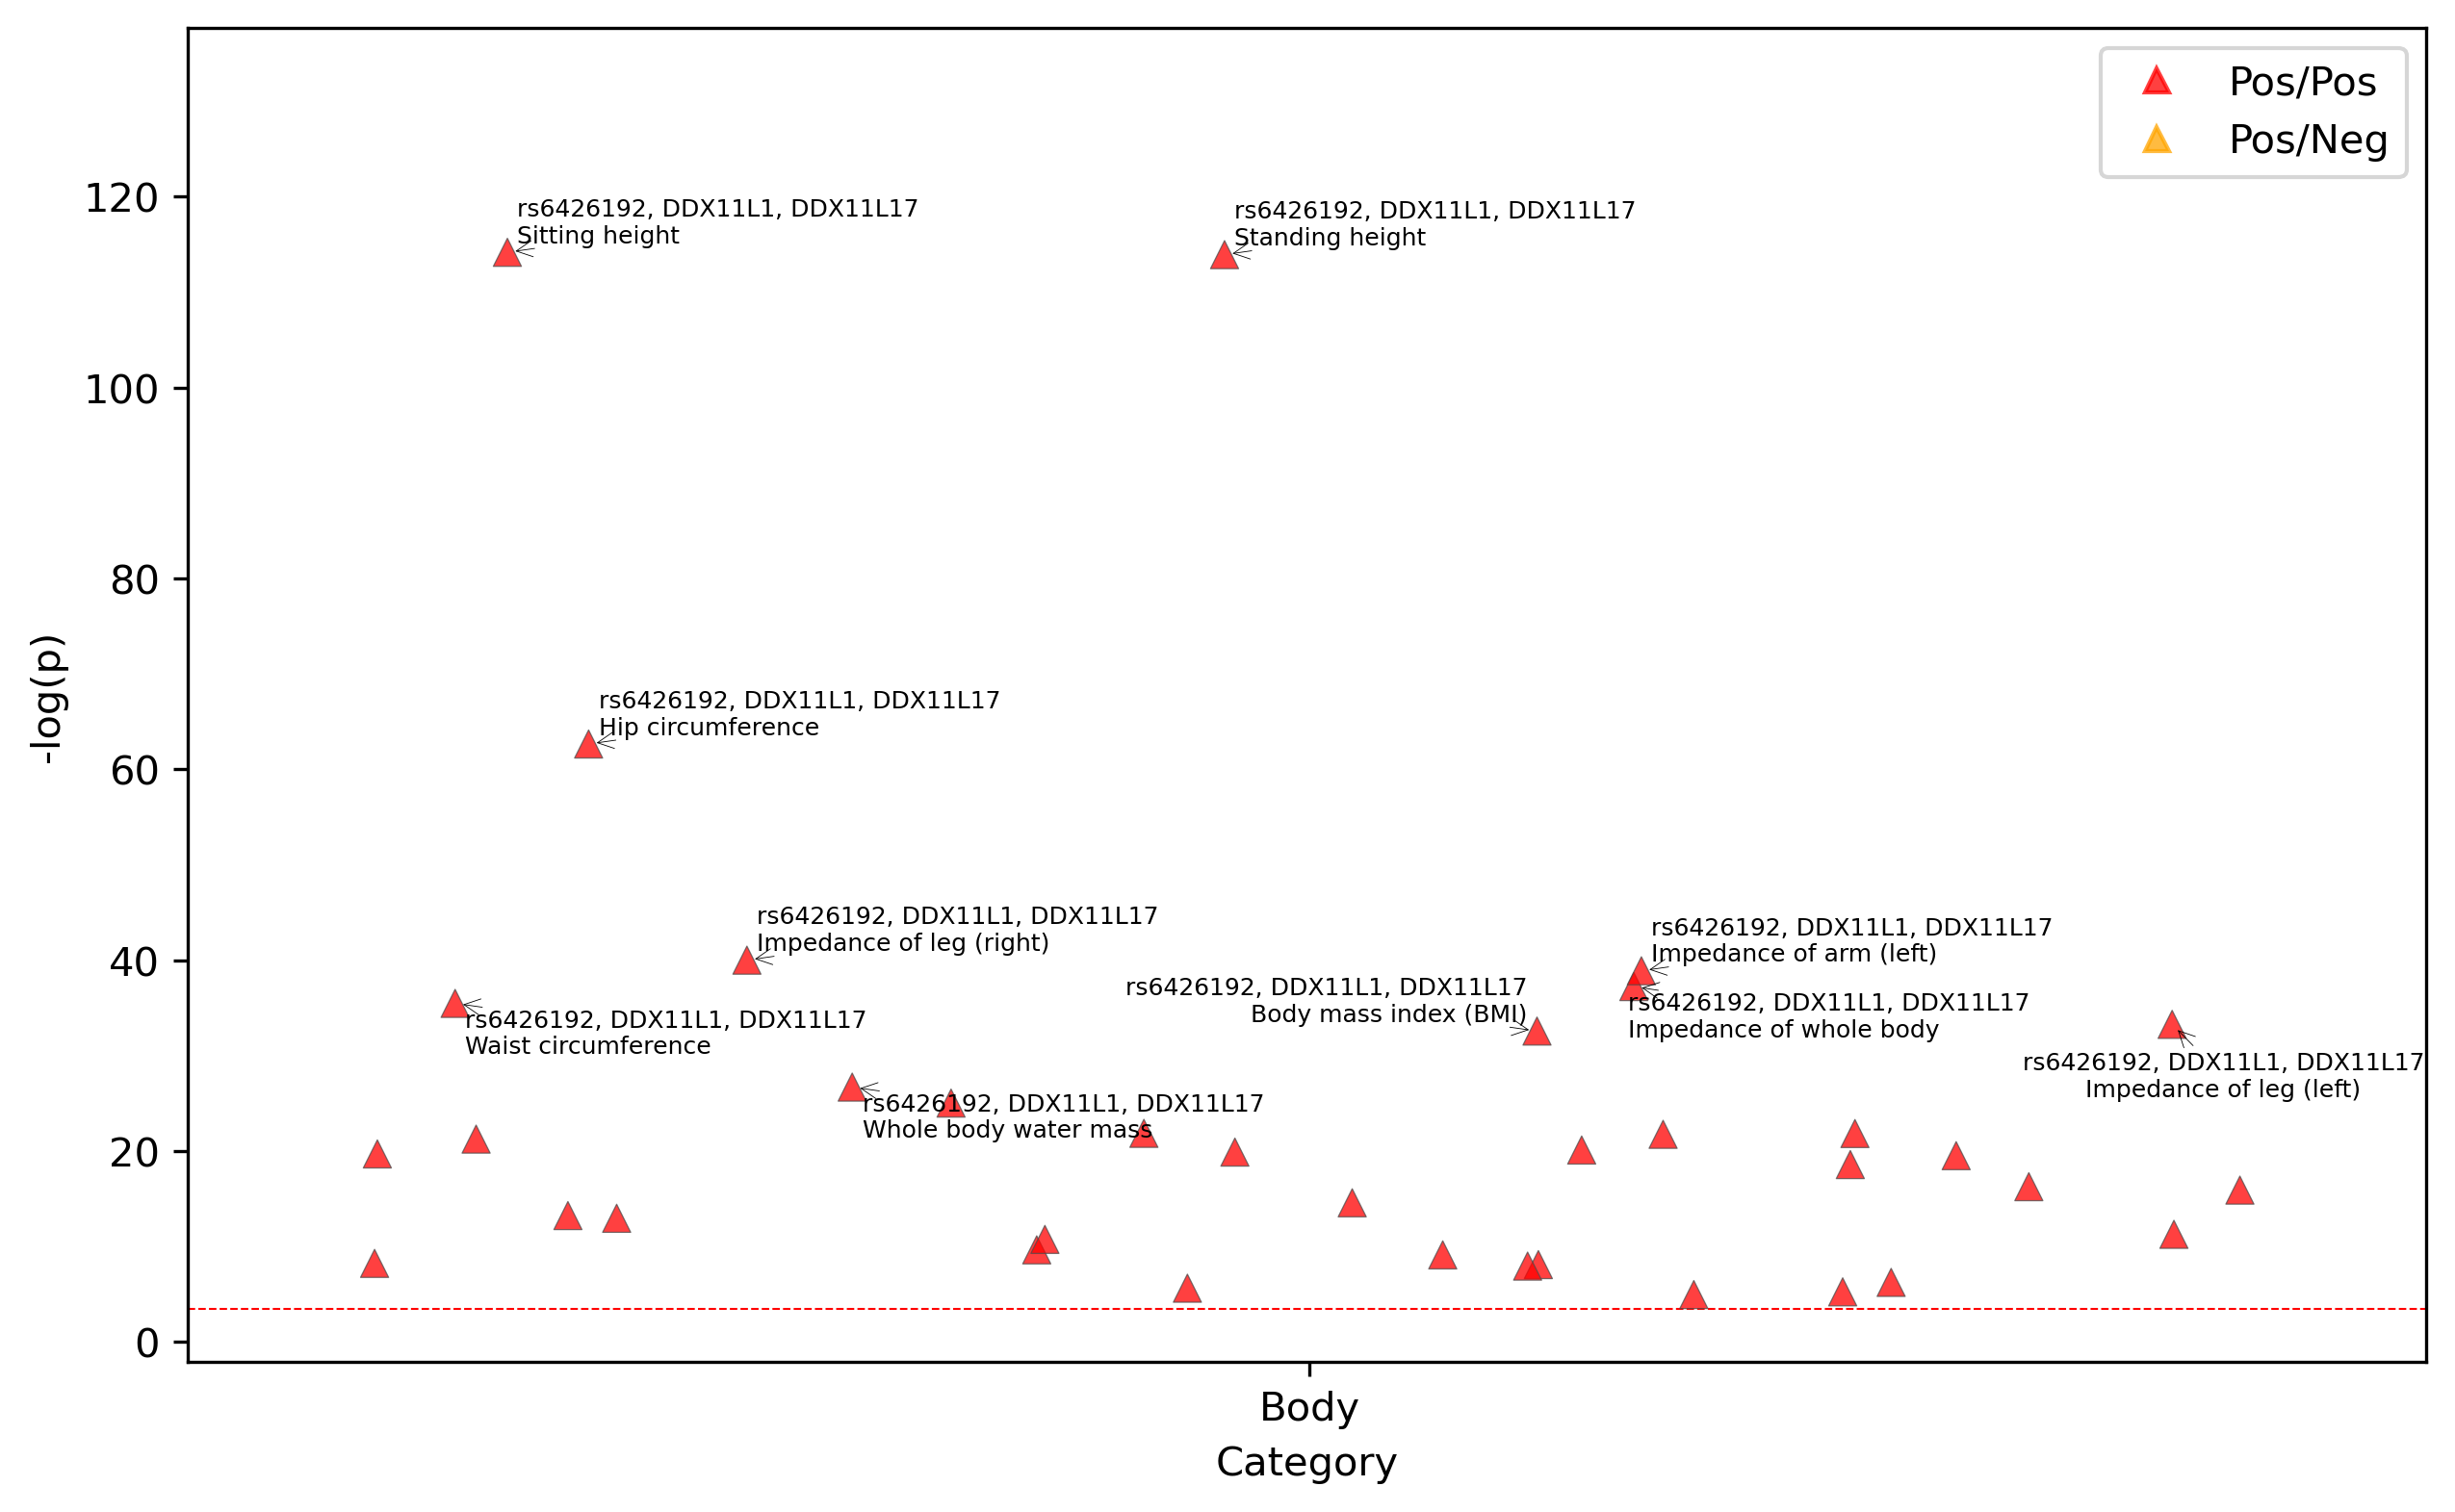 Pos/Pos
Pos/Neg
120
100
80
60
40
20
0
-log(p)
rs6426192, DDX11L1, DDX11L17
Sitting height
rs6426192, DDX11L1, DDX11L17
Standing height
rs6426192, DDX11L1, DDX11L17
Hip circumference
rs6426192, DDX11L1, DDX11L17
Impedance of leg (right)
rs6426192, DDX11L1, DDX11L17
Impedance of arm (left)
rs6426192, DDX11L1, DDX11L17
Body mass index (BMI)
rs6426192, DDX11L1, DDX11L17
Impedance of whole body
rs6426192, DDX11L1, DDX11L17
Waist circumference
rs6426192, DDX11L1, DDX11L17
Impedance of leg (left)
rs6426192, DDX11L1, DDX11L17
Whole body water mass
Body
Category